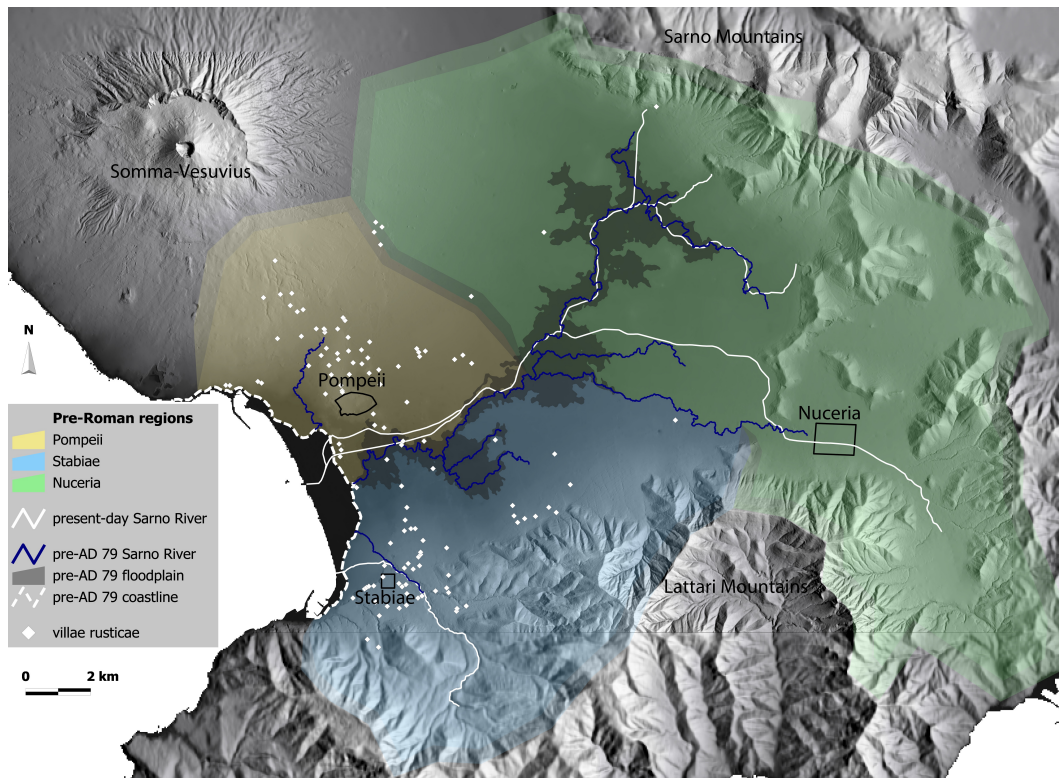 Sarno Mountains
Somma-Vesuvius
N
Pompeii
Pre-Roman regions
Pompeii
Stabiae
Nuceria
present-day Sarno River
pre-AD 79 Sarno River
pre-AD 79 floodplain
pre-AD 79 coastline
villae rusticae
Nuceria
Lattari Mountains
Stabiae
0 2 km